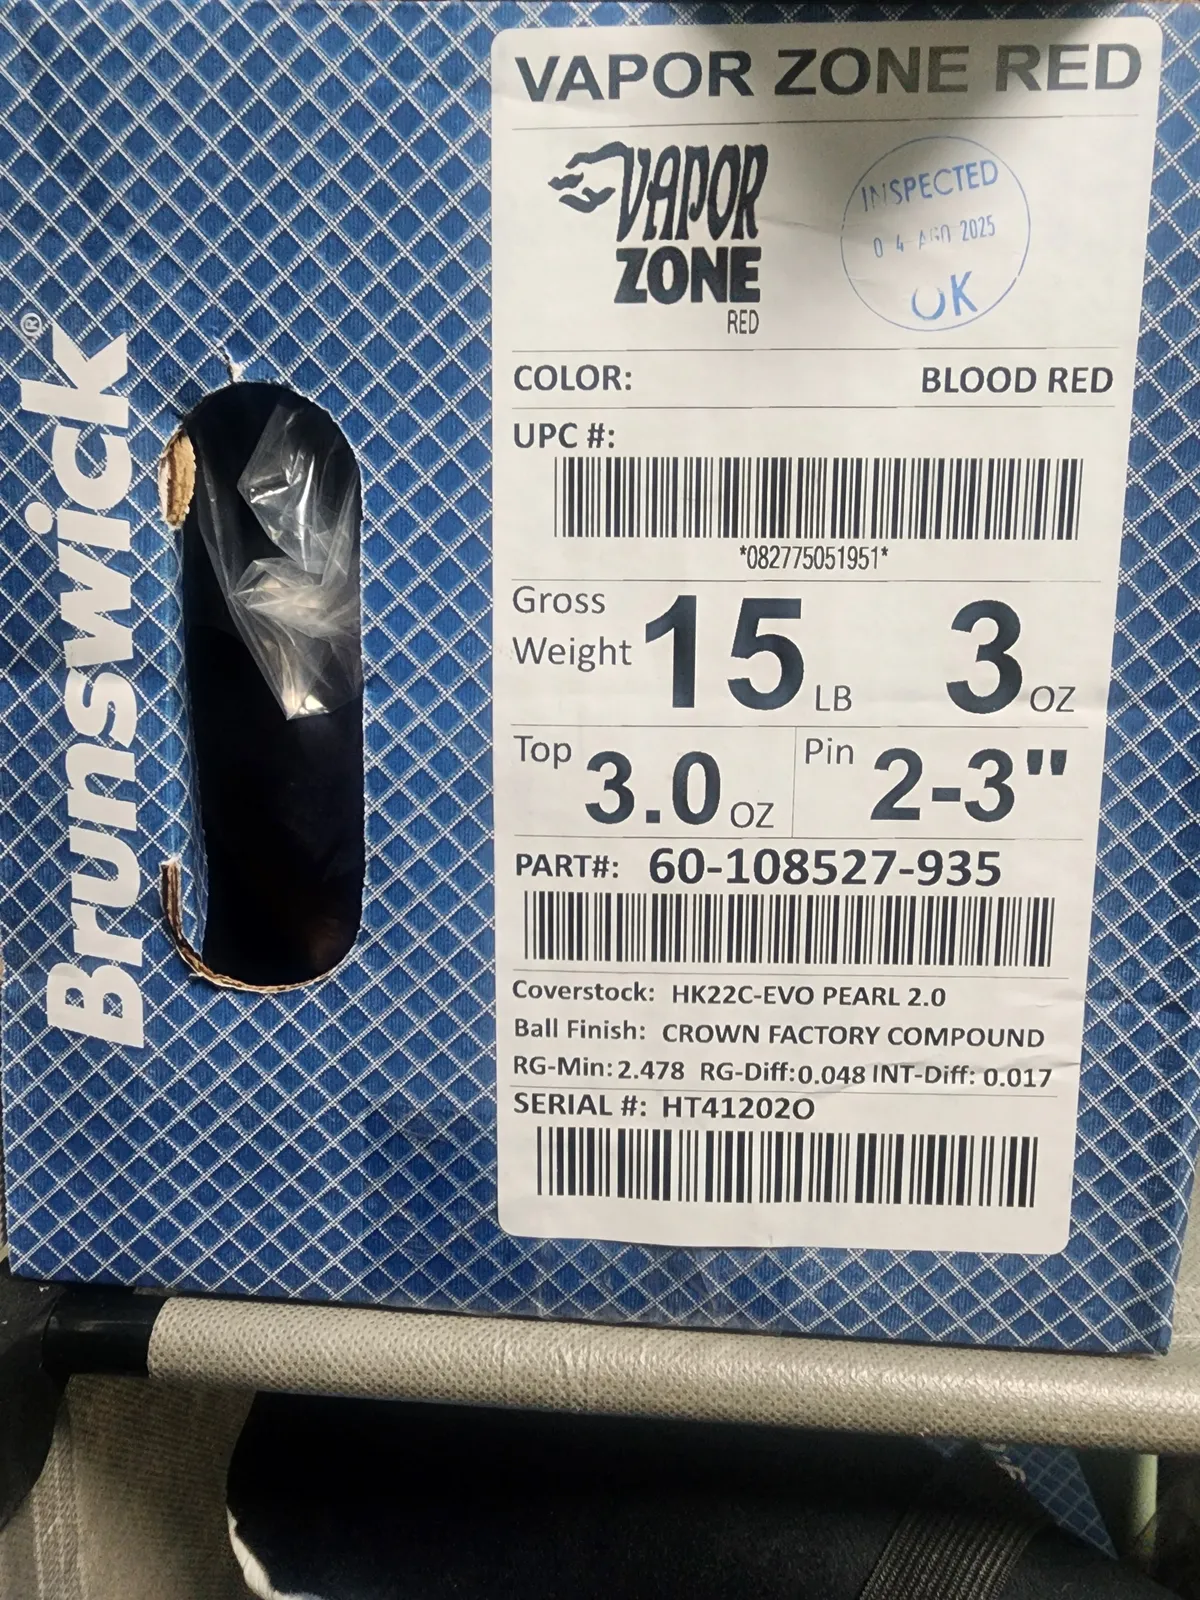 Brunswick®
VAPOR ZONE RED
VAPOR
ZONE
RED
INSPECTED
04 AGO 2025
OK
COLOR: BLOOD RED
UPC #:
*082775051951*
Gross Weight 15 LB 3 OZ
Top 3.0 OZ Pin 2-3"
PART#: 60-108527-935
Coverstock: HK22C-EVO PEARL 2.0
Ball Finish: CROWN FACTORY COMPOUND
RG-Min: 2.478 RG-Diff:0.048 INT-Diff: 0.017
SERIAL #: HT41202O